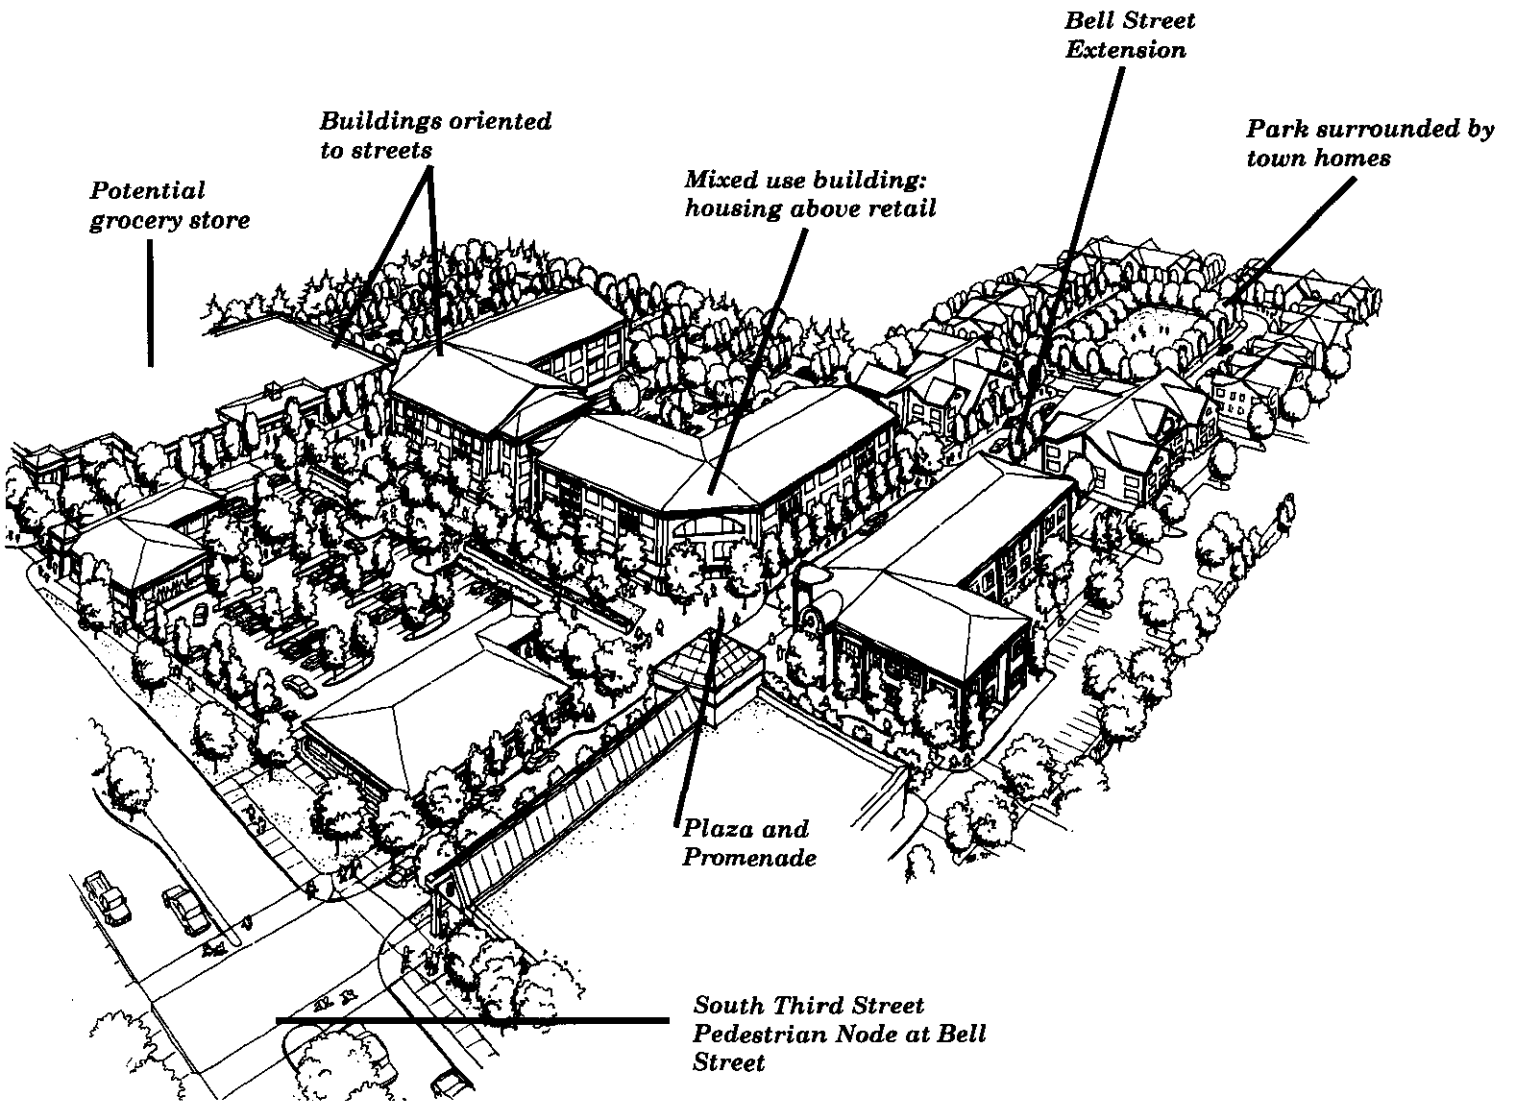 Bell Street
Extension
Buildings oriented
to streets
Park surrounded by
town homes
Potential
grocery store
Mixed use building:
housing above retail
Plaza and
Promenade
South Third Street
Pedestrian Node at Bell
Street